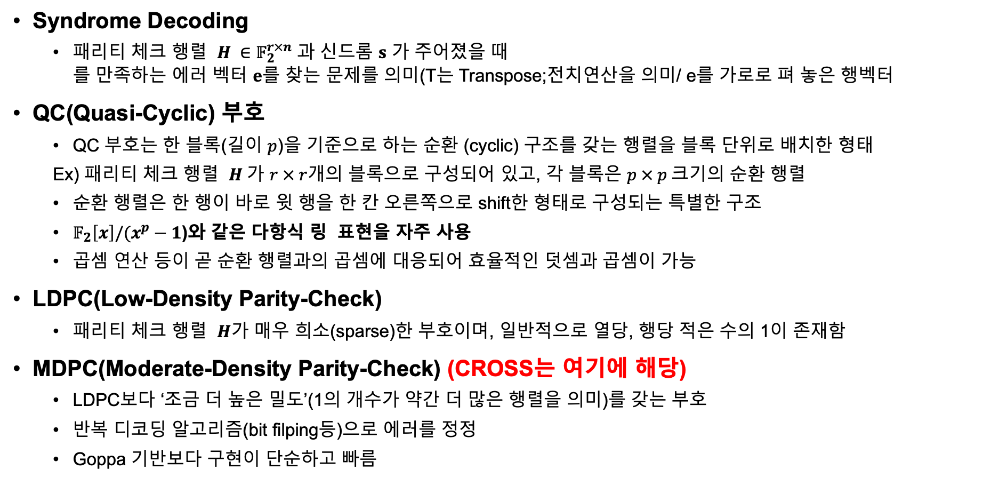 • Syndrome Decoding
• 패리티 체크 행렬 H ∈ 𝔽₂^{r×n} 과 신드롬 s 가 주어졌을 때
를 만족하는 에러 벡터 e를 찾는 문제를 의미(T는 Transpose;전치연산을 의미/ e를 가로로 펴 놓은 행벡터
• QC(Quasi-Cyclic) 부호
• QC 부호는 한 블록(길이 p)을 기준으로 하는 순환 (cyclic) 구조를 갖는 행렬을 블록 단위로 배치한 형태
Ex) 패리티 체크 행렬 H 가 r × r개의 블록으로 구성되어 있고, 각 블록은 p × p 크기의 순환 행렬
• 순환 행렬은 한 행이 바로 윗 행을 한 칸 오른쪽으로 shift한 형태로 구성되는 특별한 구조
• 𝔽₂[x]/(x^p − 1)와 같은 다항식 링 표현을 자주 사용
• 곱셈 연산 등이 곧 순환 행렬과의 곱셈에 대응되어 효율적인 덧셈과 곱셈이 가능
• LDPC(Low-Density Parity-Check)
• 패리티 체크 행렬 H가 매우 희소(sparse)한 부호이며, 일반적으로 열당, 행당 적은 수의 1이 존재함
• MDPC(Moderate-Density Parity-Check) (CROSS는 여기에 해당)
• LDPC보다 ‘조금 더 높은 밀도’(1의 개수가 약간 더 많은 행렬을 의미)를 갖는 부호
• 반복 디코딩 알고리즘(bit filping등)으로 에러를 정정
• Goppa 기반보다 구현이 단순하고 빠름